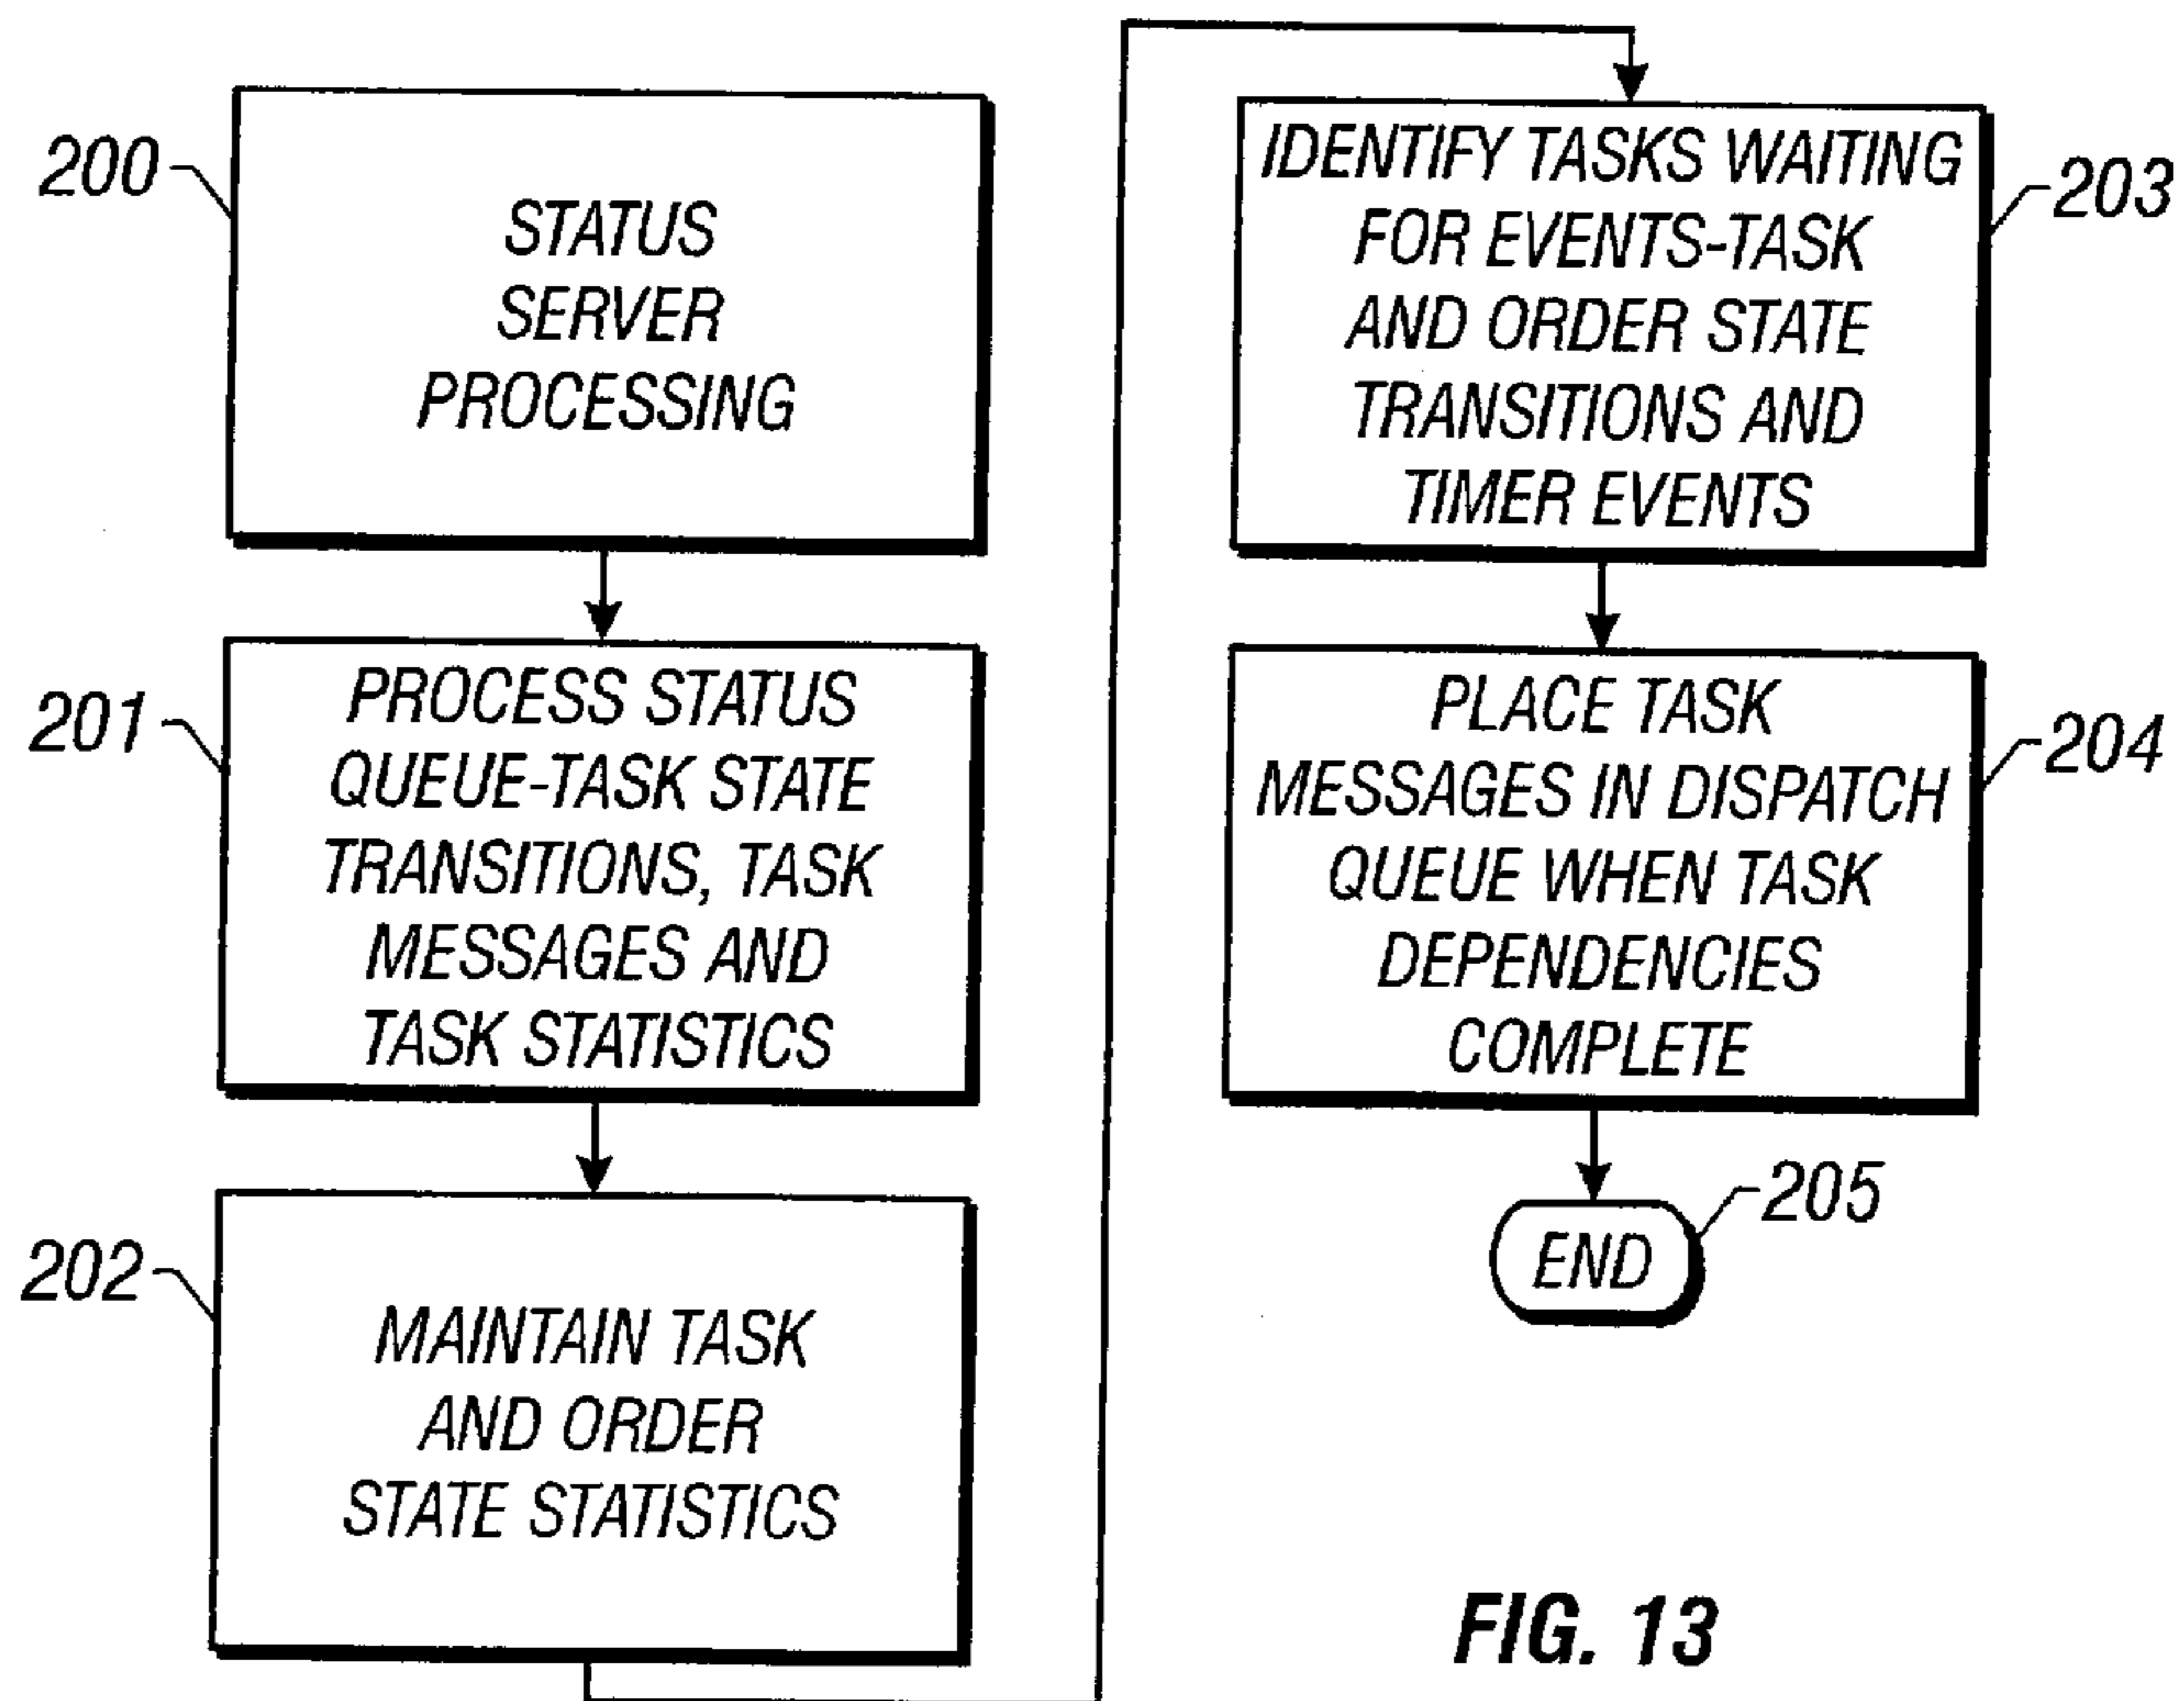 200
STATUS
SERVER
PROCESSING
201
PROCESS STATUS
QUEUE-TASK STATE
TRANSITIONS, TASK
MESSAGES AND
TASK STATISTICS
202
MAINTAIN TASK
AND ORDER
STATE STATISTICS
203
IDENTIFY TASKS WAITING
FOR EVENTS-TASK
AND ORDER STATE
TRANSITIONS AND
TIMER EVENTS
204
PLACE TASK
MESSAGES IN DISPATCH
QUEUE WHEN TASK
DEPENDENCIES
COMPLETE
205
END
FIG. 13